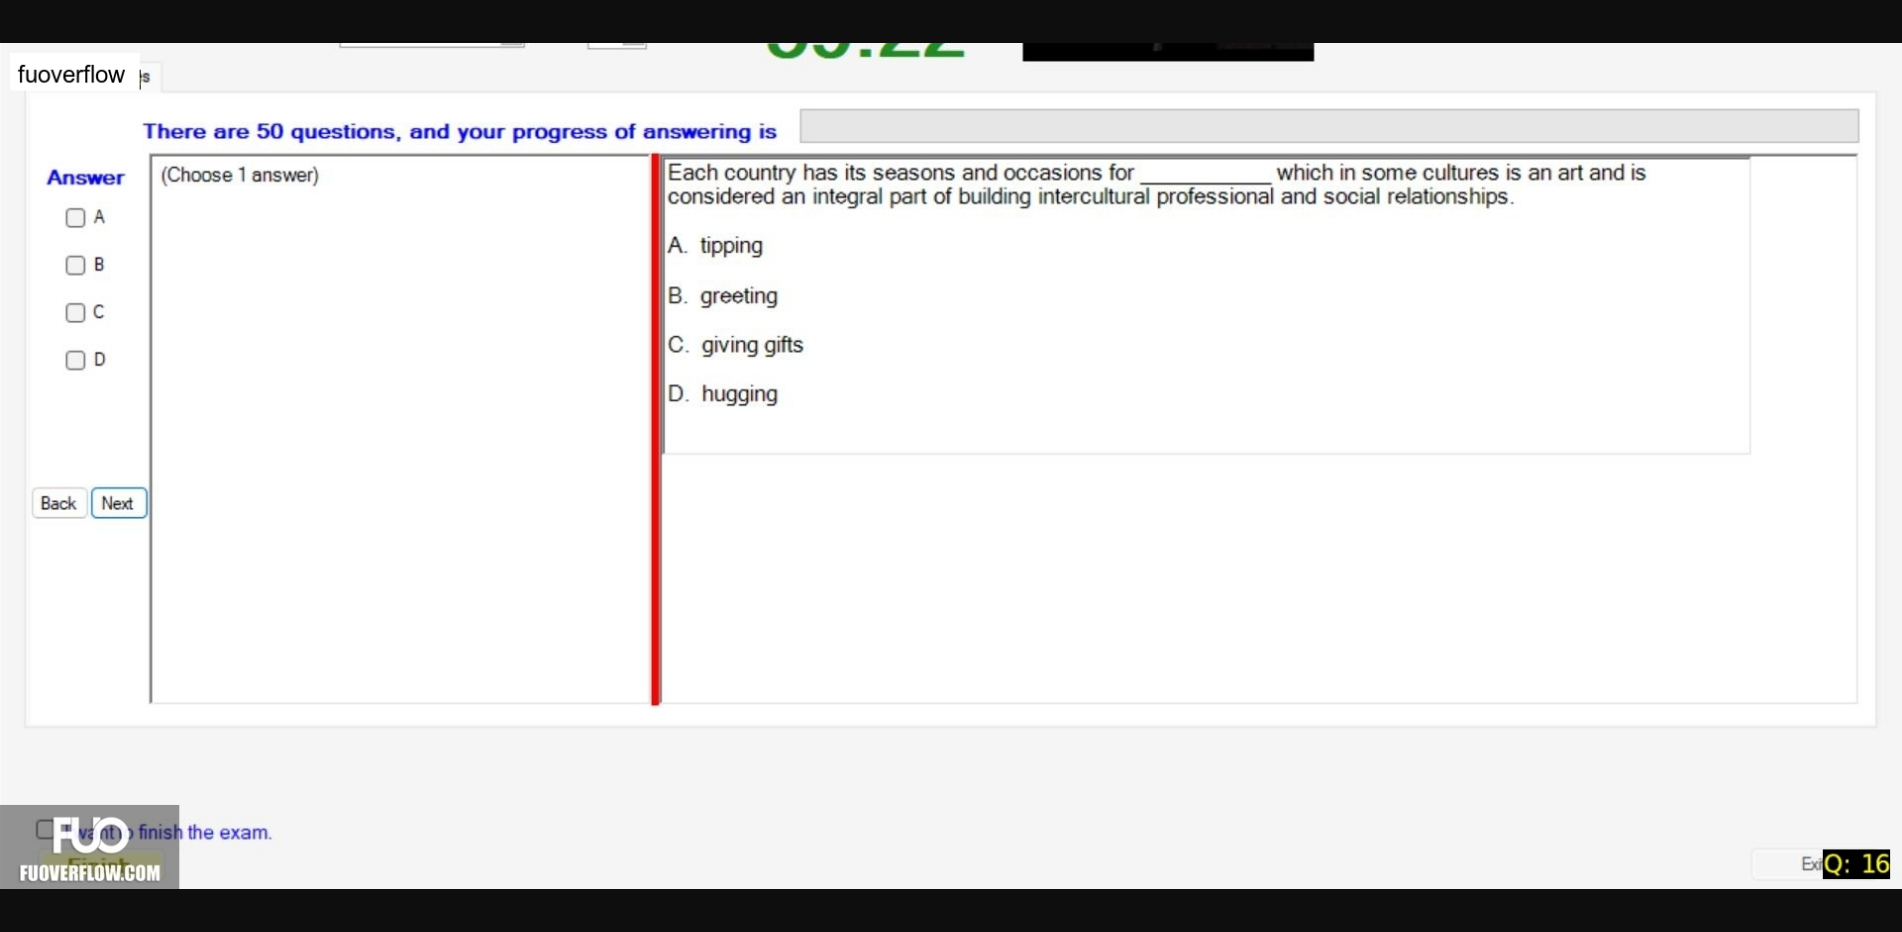 fuoverflow
There are 50 questions, and your progress of answering is
Answer
(Choose 1 answer)
A
B
C
D
Back
Next
Each country has its seasons and occasions for ___________ which in some cultures is an art and is
considered an integral part of building intercultural professional and social relationships.
A. tipping
B. greeting
C. giving gifts
D. hugging
want to finish the exam.
FUO
FUOVERFLOW.COM
Q: 16